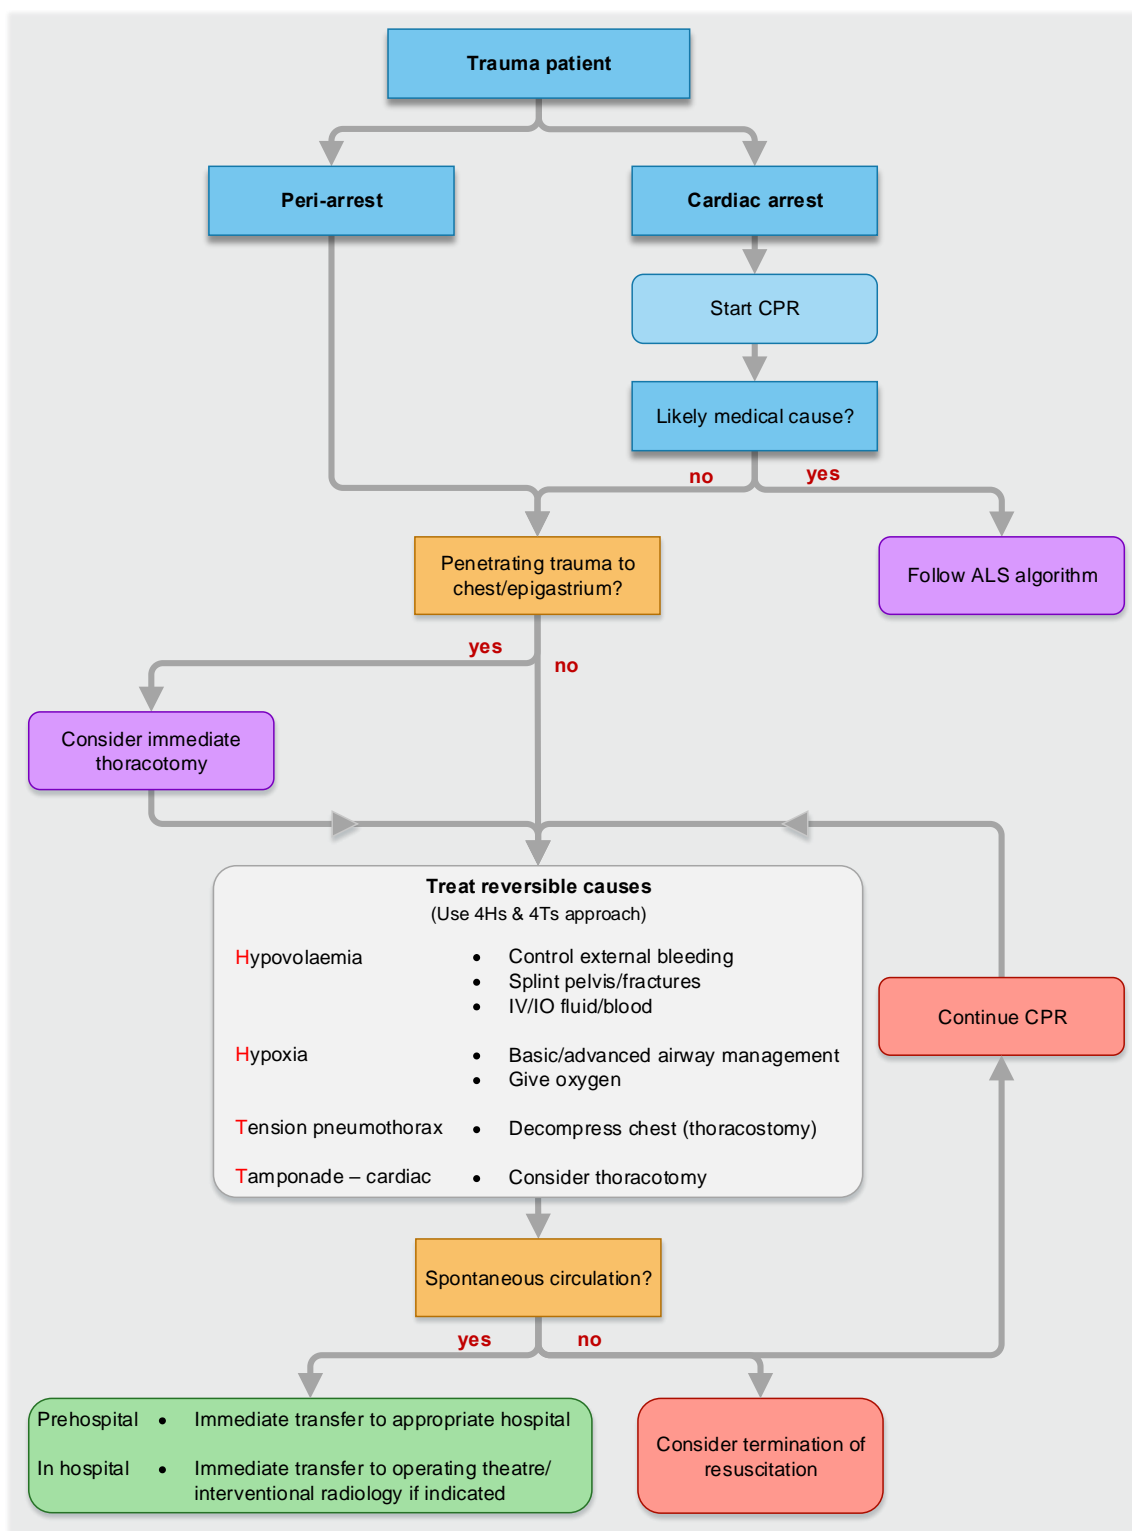 Trauma patient
Peri-arrest
Cardiac arrest
Start CPR
Likely medical cause?
no
yes
Penetrating trauma to
chest/epigastrium?
Follow ALS algorithm
yes
no
Consider immediate
thoracotomy
Treat reversible causes
(Use 4Hs & 4Ts approach)
Hypovolaemia • Control external bleeding
• Splint pelvis/fractures
• IV/IO fluid/blood
Hypoxia • Basic/advanced airway management
• Give oxygen
Tension pneumothorax • Decompress chest (thoracostomy)
Tamponade – cardiac • Consider thoracotomy
Continue CPR
Spontaneous circulation?
yes
no
Prehospital • Immediate transfer to appropriate hospital
In hospital • Immediate transfer to operating theatre/
interventional radiology if indicated
Consider termination of
resuscitation